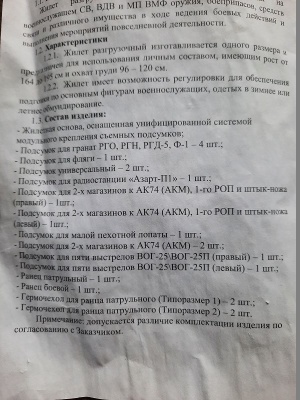 1.1. Жилет разг
военнослужащем СВ, ВДВ и МП ВМФ оружия, боеприпасов, средств
связи и различного имущества в ходе ведения боевых действий и
выполнения мероприятий повседневной деятельности.
1.2. Характеристики
1.2.1. Жилет разгрузочный изготавливается одного размера и
предназначен для использования личным составом, имеющим рост от
164 до см и охват груди 96 – 120 см.
1.2.2. Жилет имеет возможность регулировки для обеспечения
подгонки по основным фигурам военнослужащих, одетых в зимнее или
летнее обмундирование.
1.3. Состав изделия:
- Жилетная основа, оснащенная унифицированной системой
модульного крепления съемных подсумков;
- Подсумок для гранат РГО, РГН, РГД-5, Ф-1 – 4 шт.;
- Подсумок для фляги – 1 шт.;
- Подсумок универсальный – 2 шт.;
- Подсумок для радиостанции «Азарт-П1» – 1 шт.;
- Подсумок для 2-х магазинов к АК74 (АКМ), 1-го РОП и штык-ножа
(правый) – 1шт.;
- Подсумок для 2-х магазинов к АК74 (АКМ), 1-го РОП и штык-ножа
(левый) – 1шт.;
- Подсумок для малой пехотной лопаты – 1 шт.;
- Подсумок для 2-х магазинов к АК74 (АКМ) – 2 шт.;
- Подсумок для пяти выстрелов ВОГ-25\ВОГ-25П (правый) – 1 шт.;
- Подсумок для пяти выстрелов ВОГ-25\ВОГ-25П (левый) – 1 шт.;
- Ранец патрульный – 1 шт.;
- Ранец боевой – 1 шт.;
- Гермочехол для ранца патрульного (Типоразмер 1) – 2 шт.;
- Гермочехол для ранца патрульного (Типоразмер 2) – 2 шт.
Примечание: допускается различие комплектации изделия по
согласованию с Заказчиком.